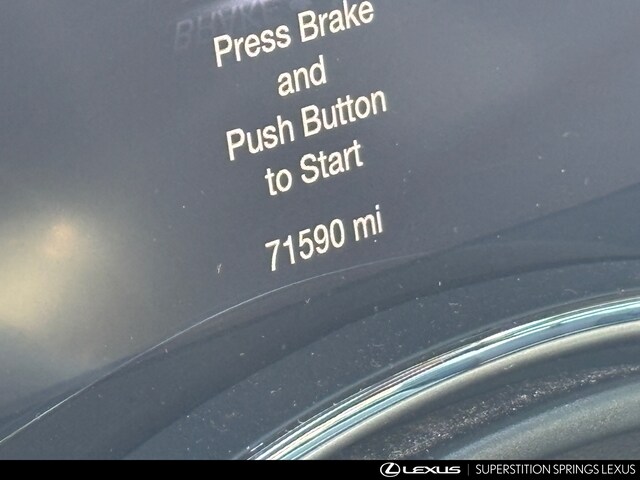 Press Brake
and
Push Button
to Start
71590 mi
LEXUS | SUPERSTITION SPRINGS LEXUS